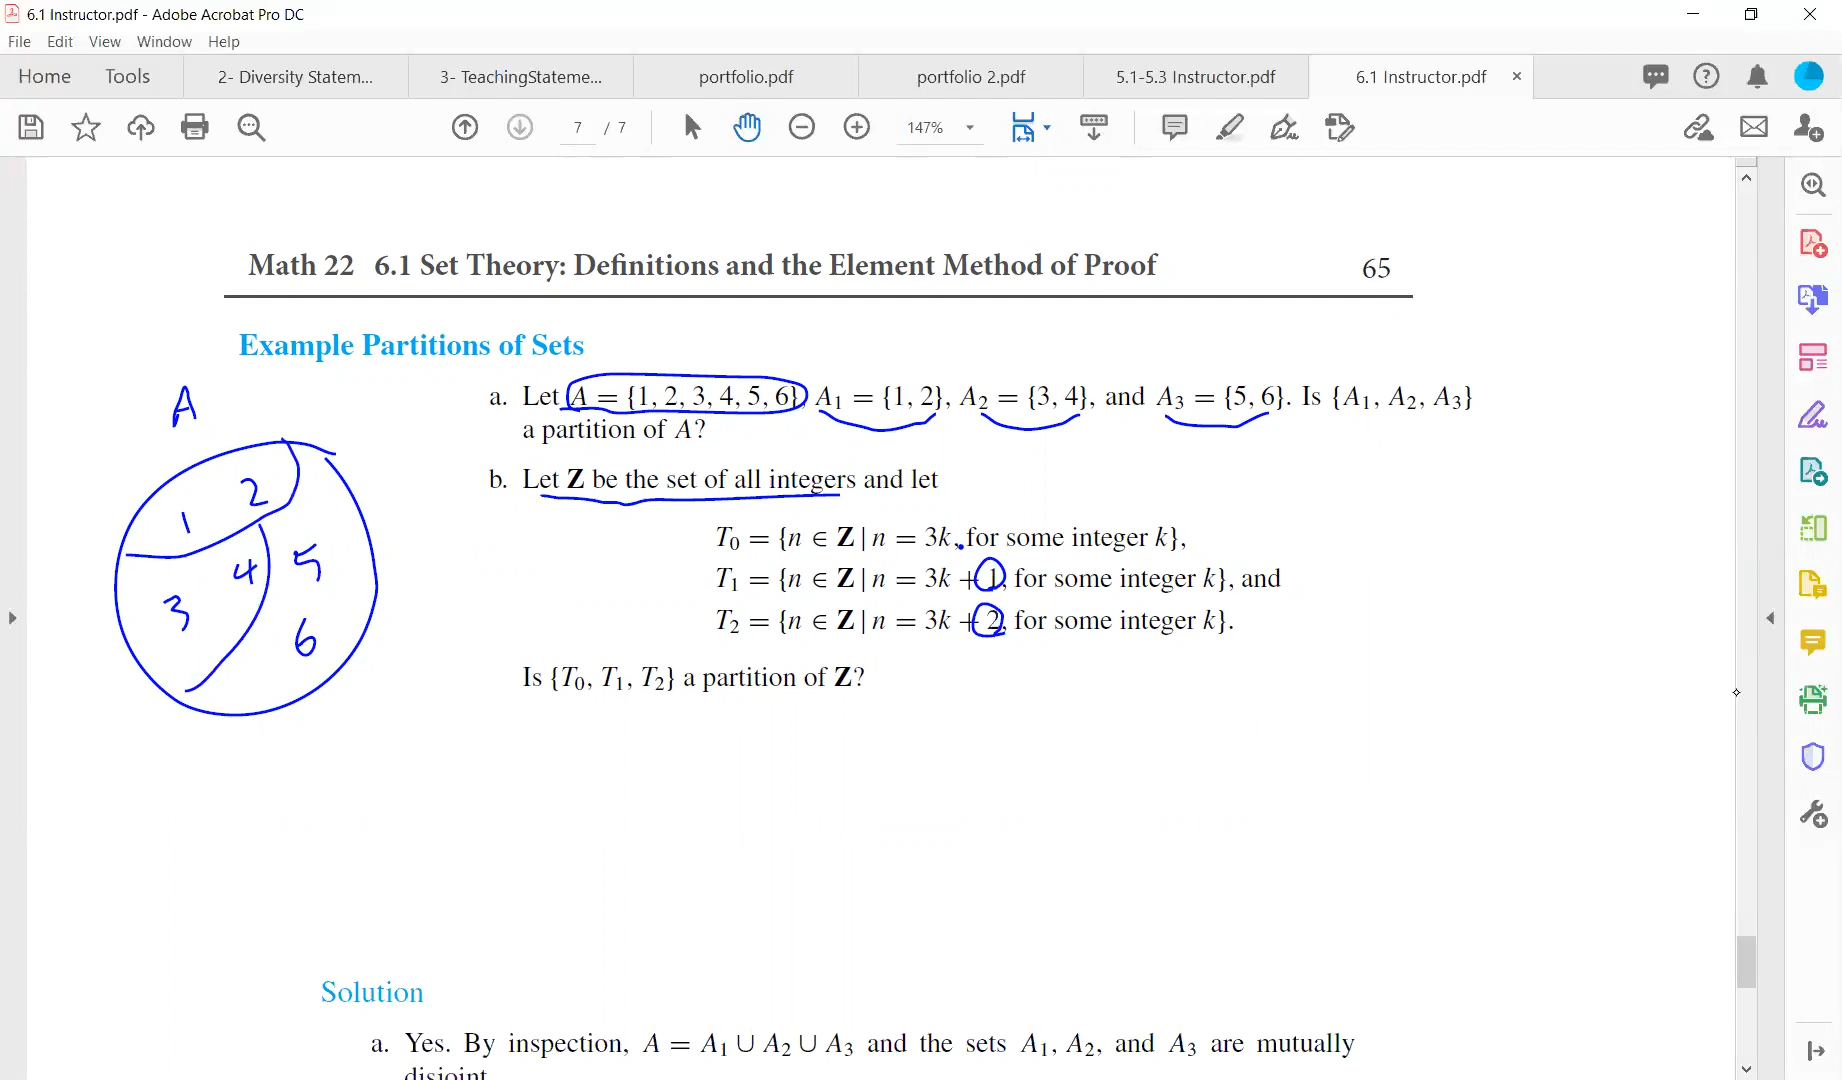 6.1 Instructor.pdf - Adobe Acrobat Pro DC
File Edit View Window Help
Home Tools 2- Diversity Statem... 3- TeachingStateme... portfolio.pdf portfolio 2.pdf 5.1-5.3 Instructor.pdf 6.1 Instructor.pdf ×
7 / 7 147%
Math 22 6.1 Set Theory: Definitions and the Element Method of Proof 65
Example Partitions of Sets
a. Let A = {1, 2, 3, 4, 5, 6}, A₁ = {1, 2}, A₂ = {3, 4}, and A₃ = {5, 6}. Is {A₁, A₂, A₃}
a partition of A?
b. Let Z be the set of all integers and let
T₀ = {n ∈ Z | n = 3k, for some integer k},
T₁ = {n ∈ Z | n = 3k + 1, for some integer k}, and
T₂ = {n ∈ Z | n = 3k + 2, for some integer k}.
Is {T₀, T₁, T₂} a partition of Z?
A
1 2
3 4
5
6
Solution
a. Yes. By inspection, A = A₁ ∪ A₂ ∪ A₃ and the sets A₁, A₂, and A₃ are mutually
disjoint